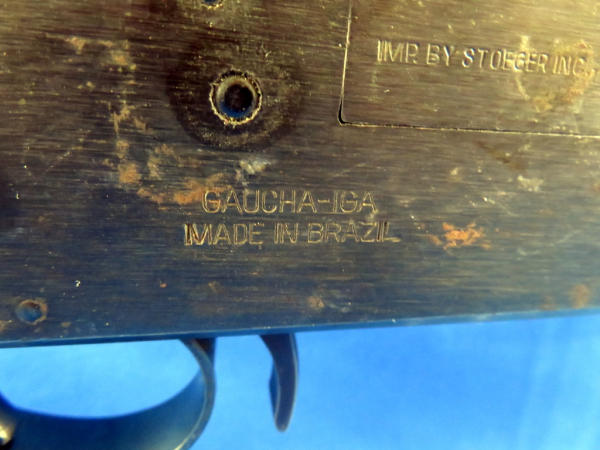 IMP. BY STOEGER INC.
GAUCHA-IGA
MADE IN BRAZIL